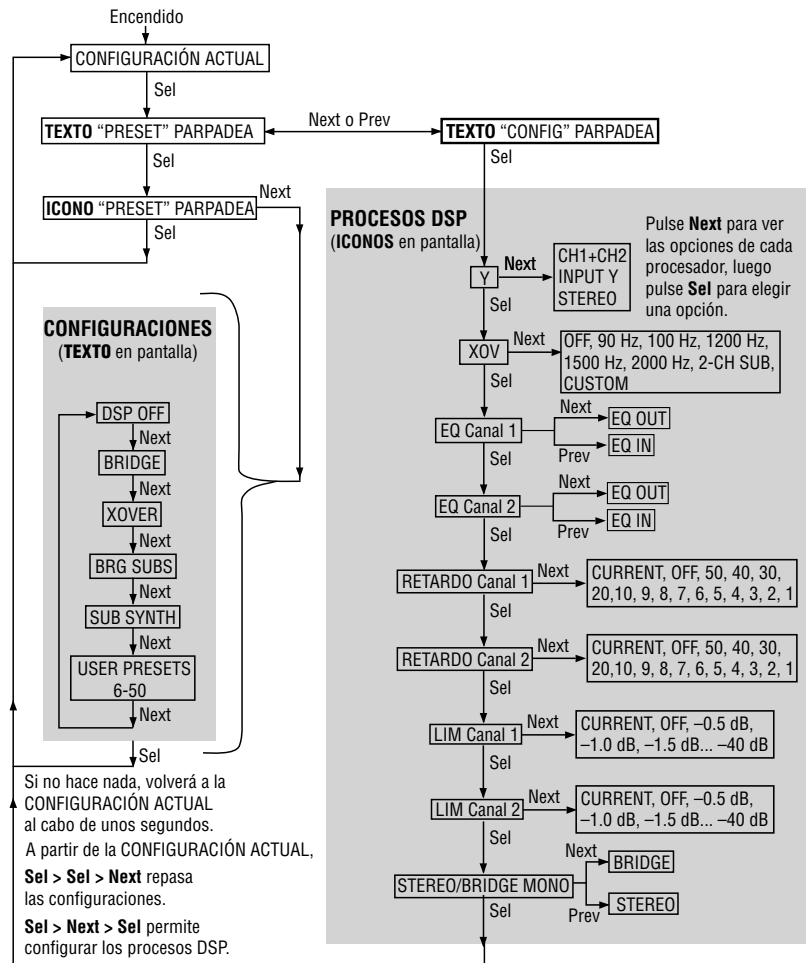 Encendido
CONFIGURACIÓN ACTUAL
Sel
TEXTO “PRESET” PARPADEA
Next o Prev
TEXTO “CONFIG” PARPADEA
Sel
Sel
ICONO “PRESET” PARPADEA
Next
Sel
CONFIGURACIONES
(TEXTO en pantalla)
DSP OFF
Next
BRIDGE
Next
XOVER
Next
BRG SUBS
Next
SUB SYNTH
Next
USER PRESETS
6-50
Next
Sel
Si no hace nada, volverá a la
CONFIGURACIÓN ACTUAL
al cabo de unos segundos.
A partir de la CONFIGURACIÓN ACTUAL,
Sel > Sel > Next repasa
las configuraciones.
Sel > Next > Sel permite
configurar los procesos DSP.
PROCESOS DSP
(ICONOS en pantalla)
Pulse Next para ver
las opciones de cada
procesador, luego
pulse Sel para elegir
una opción.
Y
Next
CH1+CH2
INPUT Y
STEREO
Sel
XOV
Next
OFF, 90 Hz, 100 Hz, 1200 Hz,
1500 Hz, 2000 Hz, 2-CH SUB,
CUSTOM
Sel
EQ Canal 1
Next
EQ OUT
Prev
EQ IN
Sel
EQ Canal 2
Next
EQ OUT
Prev
EQ IN
Sel
RETARDO Canal 1
Next
CURRENT, OFF, 50, 40, 30,
20,10, 9, 8, 7, 6, 5, 4, 3, 2, 1
Sel
RETARDO Canal 2
Next
CURRENT, OFF, 50, 40, 30,
20,10, 9, 8, 7, 6, 5, 4, 3, 2, 1
Sel
LIM Canal 1
Next
CURRENT, OFF, –0.5 dB,
–1.0 dB, –1.5 dB... –40 dB
Sel
LIM Canal 2
Next
CURRENT, OFF, –0.5 dB,
–1.0 dB, –1.5 dB... –40 dB
Sel
STEREO/BRIDGE MONO
Next
BRIDGE
Prev
STEREO
Sel